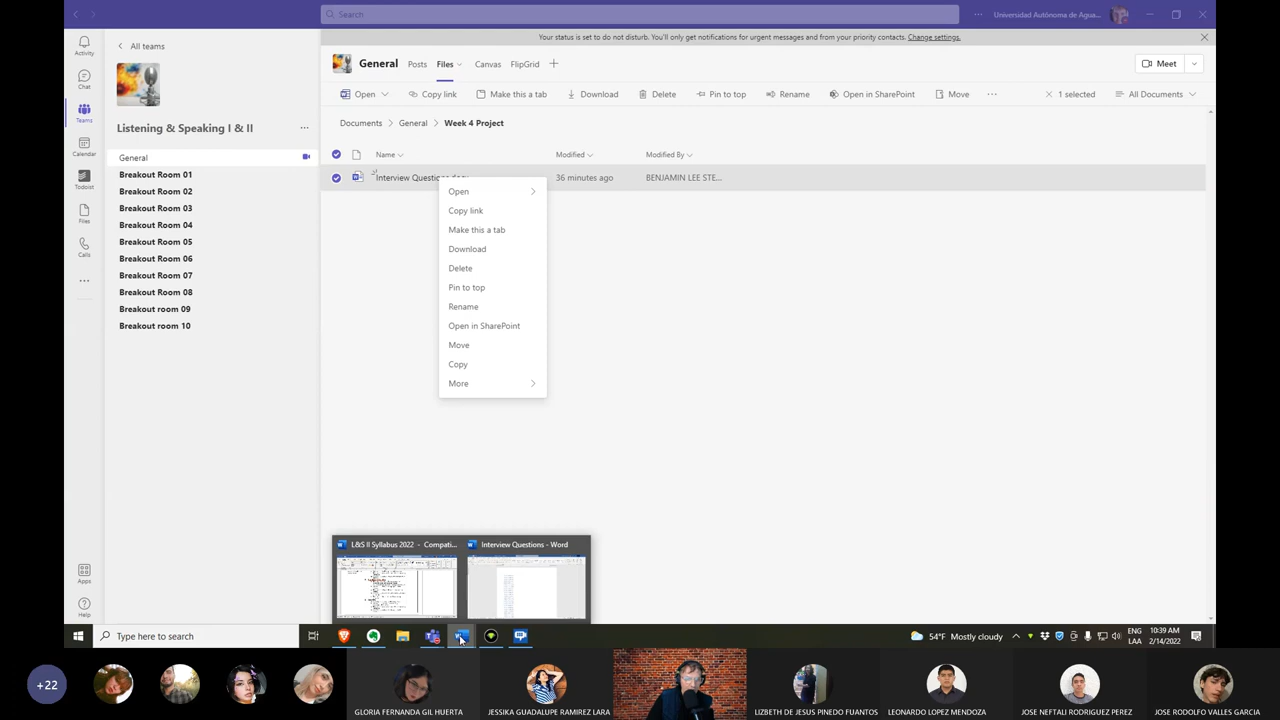 Search
Universidad Autónoma de Agua...
Your status is set to do not disturb. You'll only get notifications for urgent messages and from your priority contacts. Change settings.
Activity
Chat
Teams
Calendar
Todoist
Files
Calls
Apps
Help
All teams
Listening & Speaking I & II
General
Breakout Room 01
Breakout Room 02
Breakout Room 03
Breakout Room 04
Breakout Room 05
Breakout Room 06
Breakout Room 07
Breakout Room 08
Breakout room 09
Breakout room 10
General Posts Files Canvas FlipGrid
Meet
Open Copy link Make this a tab Download Delete Pin to top Rename Open in SharePoint Move 1 selected All Documents
Documents General Week 4 Project
Name Modified Modified By
Interview Questions.docx 36 minutes ago BENJAMIN LEE STE...
Open
Copy link
Make this a tab
Download
Delete
Pin to top
Rename
Open in SharePoint
Move
Copy
More
L&S II Syllabus 2022 - Compati... Interview Questions - Word
Type here to search
54°F Mostly cloudy
ENG
LAA
10:39 AM
2/14/2022
+22
GLORIA FERNANDA GIL HUERTA
JESSIKA GUADALUPE RAMIREZ LARA
LIZBETH DE JESUS PINEDO FUANTOS
LEONARDO LOPEZ MENDOZA
JOSE NEFTALI RODRIGUEZ PEREZ
JOSE RODOLFO VALLES GARCIA